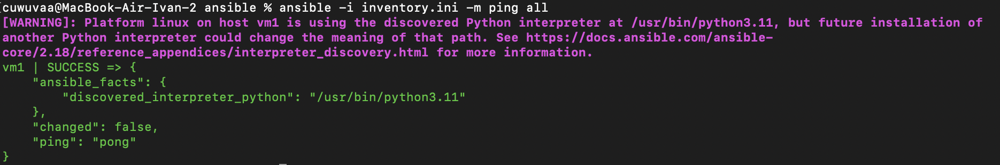 cuwuvaa@MacBook-Air-Ivan-2 ansible % ansible -i inventory.ini -m ping all
[WARNING]: Platform linux on host vm1 is using the discovered Python interpreter at /usr/bin/python3.11, but future installation of
another Python interpreter could change the meaning of that path. See https://docs.ansible.com/ansible-
core/2.18/reference_appendices/interpreter_discovery.html for more information.
vm1 | SUCCESS => {
    "ansible_facts": {
        "discovered_interpreter_python": "/usr/bin/python3.11"
    },
    "changed": false,
    "ping": "pong"
}